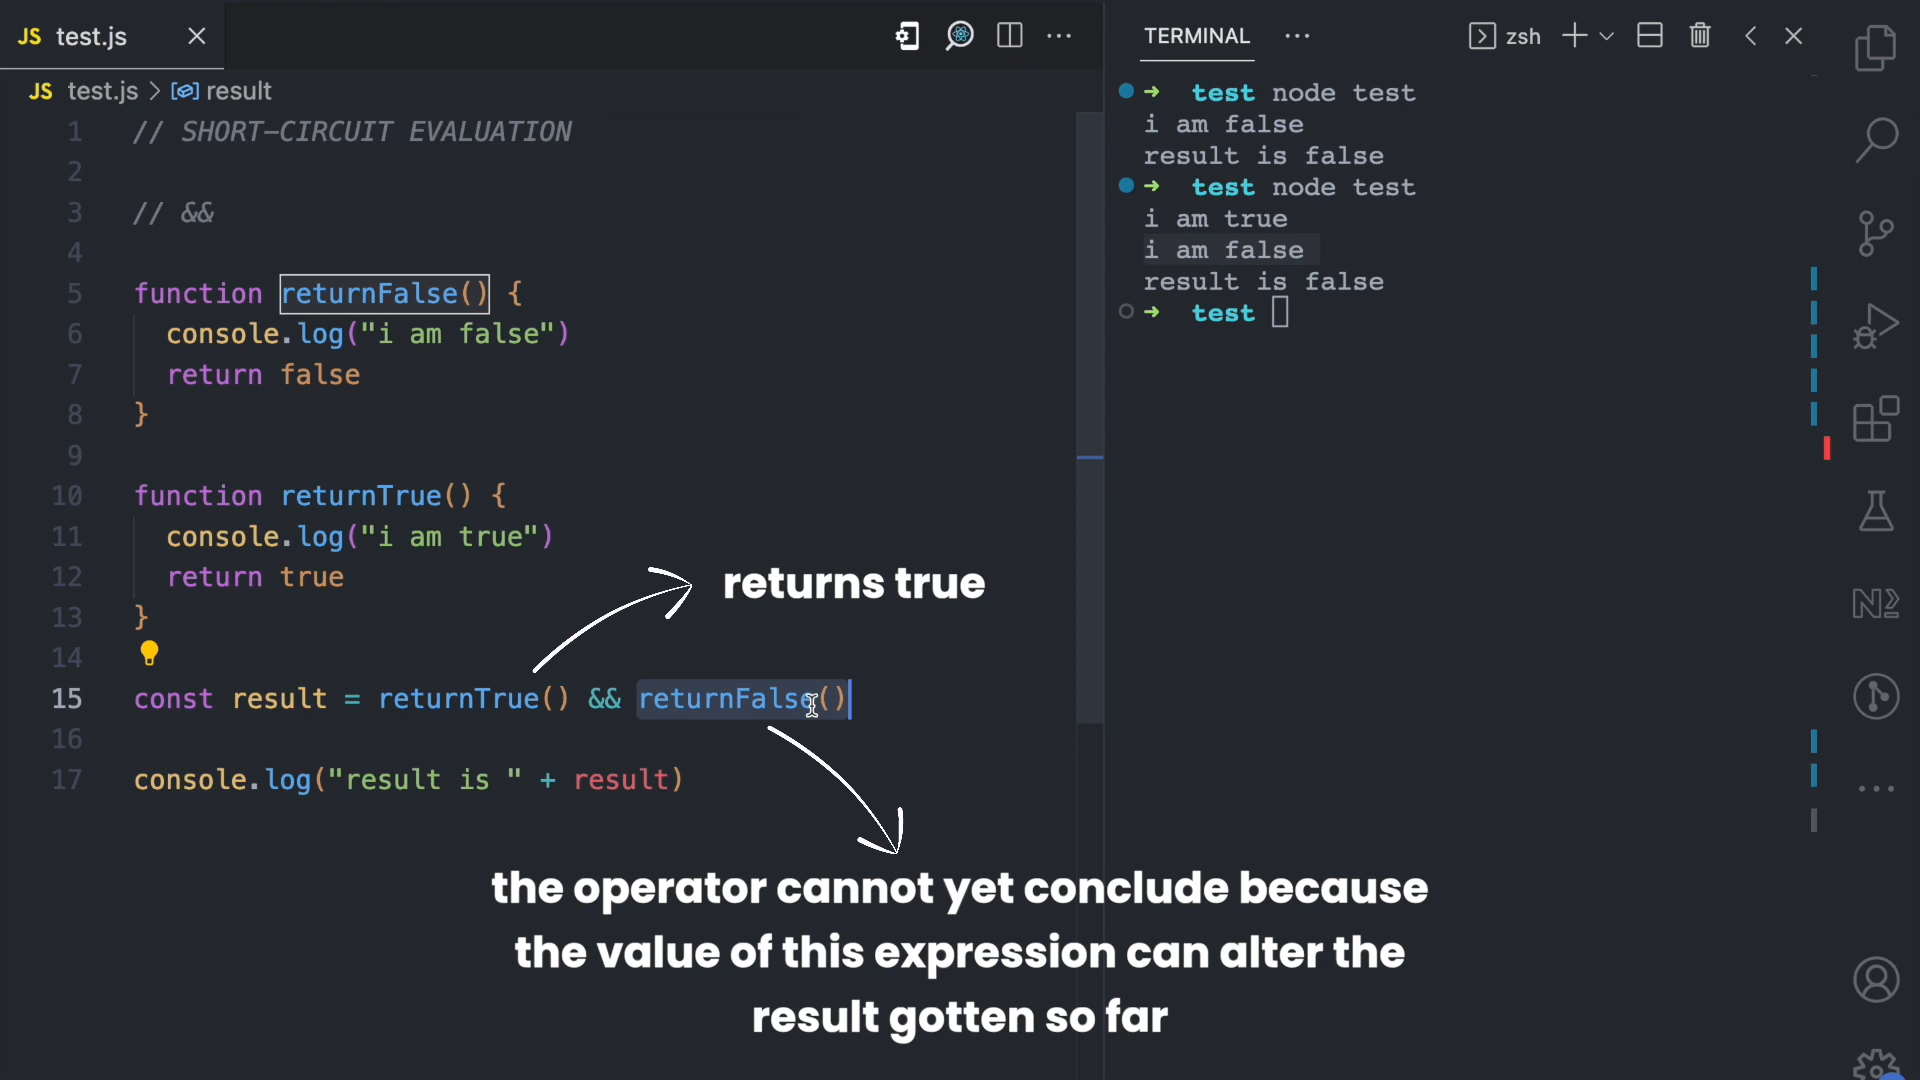 JS test.js
JS test.js > result
1 // SHORT-CIRCUIT EVALUATION
2
3 // &&
4
5 function returnFalse() {
6 console.log("i am false")
7 return false
8 }
9
10 function returnTrue() {
11 console.log("i am true")
12 return true
13 }
14
15 const result = returnTrue() && returnFalse()
16
17 console.log("result is " + result)
returns true
the operator cannot yet conclude because
the value of this expression can alter the
result gotten so far
TERMINAL
zsh
➜ test node test
i am false
result is false
➜ test node test
i am true
i am false
result is false
➜ test